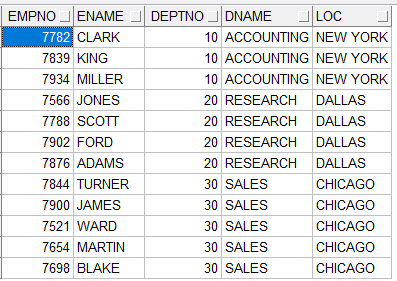 EMPNO ENAME DEPTNO DNAME LOC
7782 CLARK 10 ACCOUNTING NEW YORK
7839 KING 10 ACCOUNTING NEW YORK
7934 MILLER 10 ACCOUNTING NEW YORK
7566 JONES 20 RESEARCH DALLAS
7788 SCOTT 20 RESEARCH DALLAS
7902 FORD 20 RESEARCH DALLAS
7876 ADAMS 20 RESEARCH DALLAS
7844 TURNER 30 SALES CHICAGO
7900 JAMES 30 SALES CHICAGO
7521 WARD 30 SALES CHICAGO
7654 MARTIN 30 SALES CHICAGO
7698 BLAKE 30 SALES CHICAGO